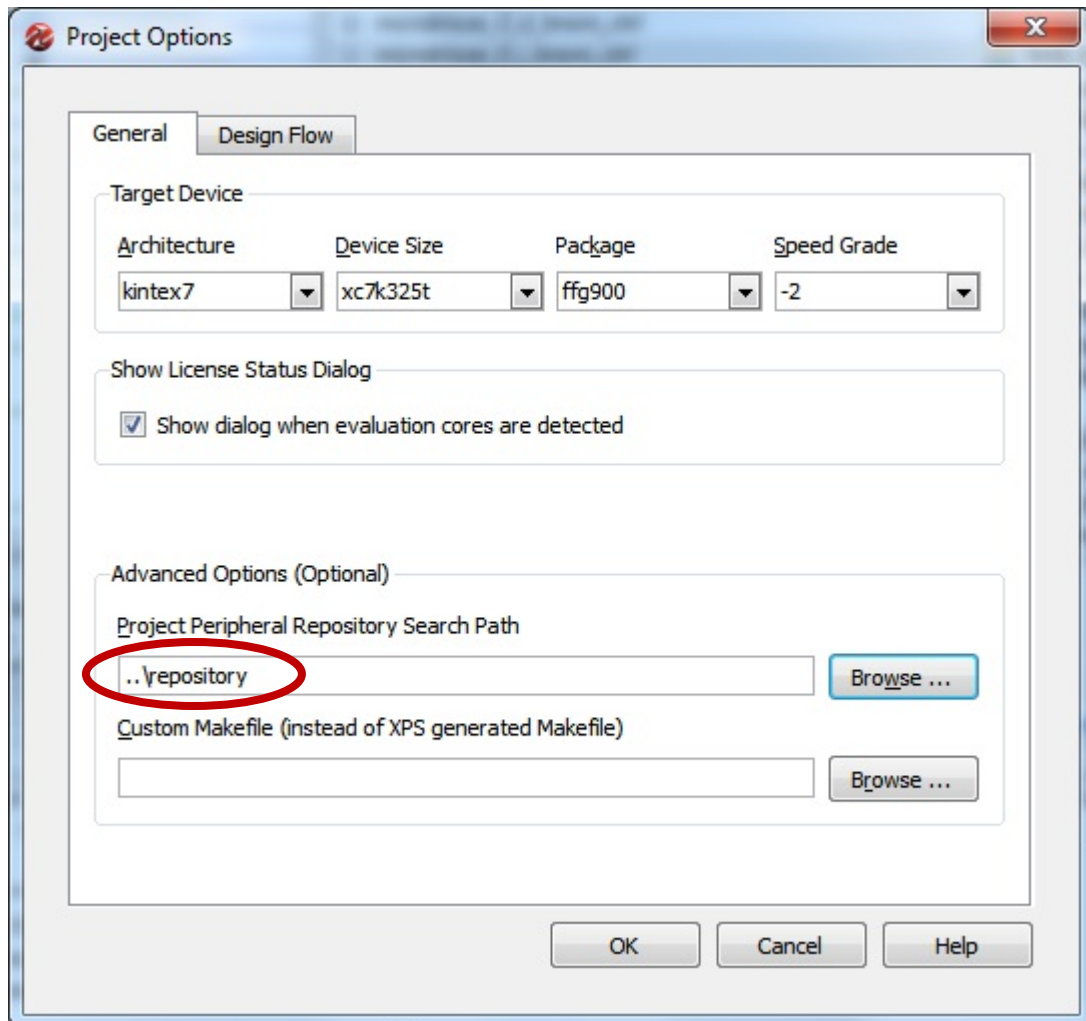 Project Options
General Design Flow
Target Device
Architecture Device Size Package Speed Grade
kintex7 xc7k325t ffg900 -2
Show License Status Dialog
Show dialog when evaluation cores are detected
Advanced Options (Optional)
Project Peripheral Repository Search Path
..\repository Browse ...
Custom Makefile (instead of XPS generated Makefile)
Browse ...
OK Cancel Help